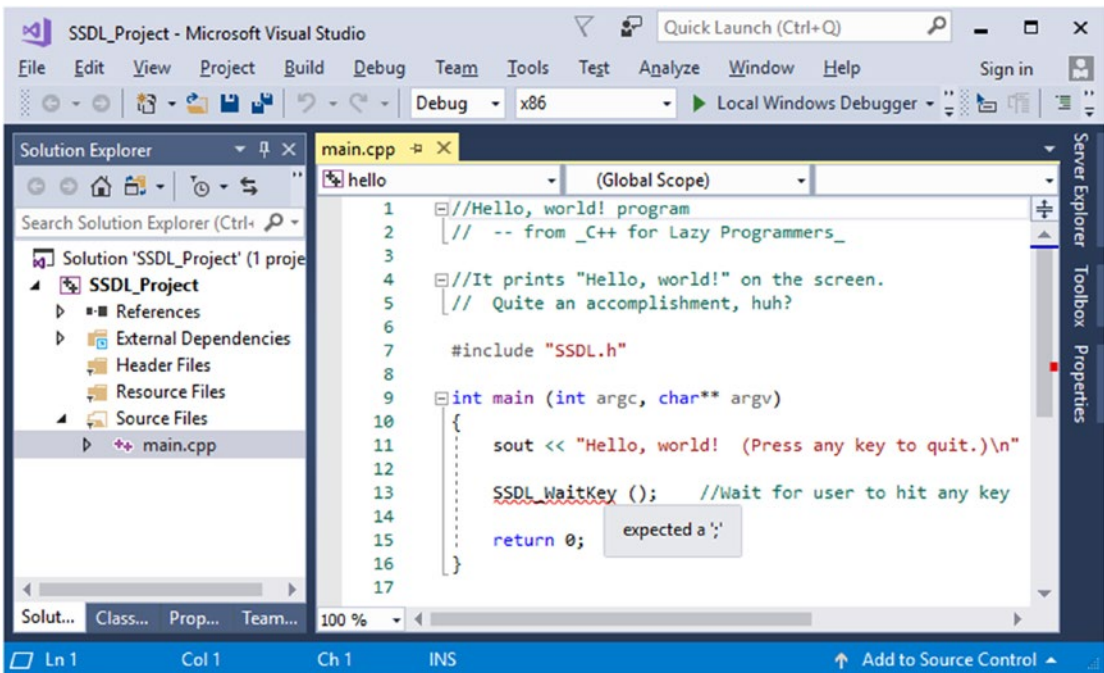 SSDL_Project - Microsoft Visual Studio
Quick Launch (Ctrl+Q)
File Edit View Project Build Debug Team Tools Test Analyze Window Help Sign in
Debug x86 Local Windows Debugger
Solution Explorer
main.cpp
hello (Global Scope)
Search Solution Explorer (Ctrl+
Solution 'SSDL_Project' (1 proje
SSDL_Project
References
External Dependencies
Header Files
Resource Files
Source Files
main.cpp
1 //Hello, world! program
2 // -- from _C++ for Lazy Programmers_
3
4 //It prints "Hello, world!" on the screen.
5 // Quite an accomplishment, huh?
6
7 #include "SSDL.h"
8
9 int main (int argc, char** argv)
10 {
11 sout << "Hello, world!  (Press any key to quit.)\n"
12
13 SSDL_WaitKey (); //Wait for user to hit any key
14
expected a ';'
15 return 0;
16 }
17
Server Explorer
Toolbox
Properties
Solut... Class... Prop... Team...
100 %
Ln 1 Col 1 Ch 1 INS Add to Source Control